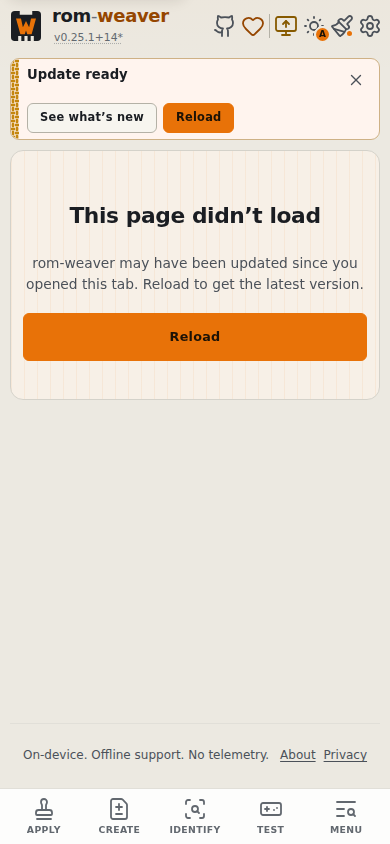 rom-weaver
v0.25.1+14*
A
Update ready
See what’s new
Reload
This page didn’t load
rom-weaver may have been updated since you
opened this tab. Reload to get the latest version.
Reload
On-device. Offline support. No telemetry. About Privacy
APPLY
CREATE
IDENTIFY
TEST
MENU